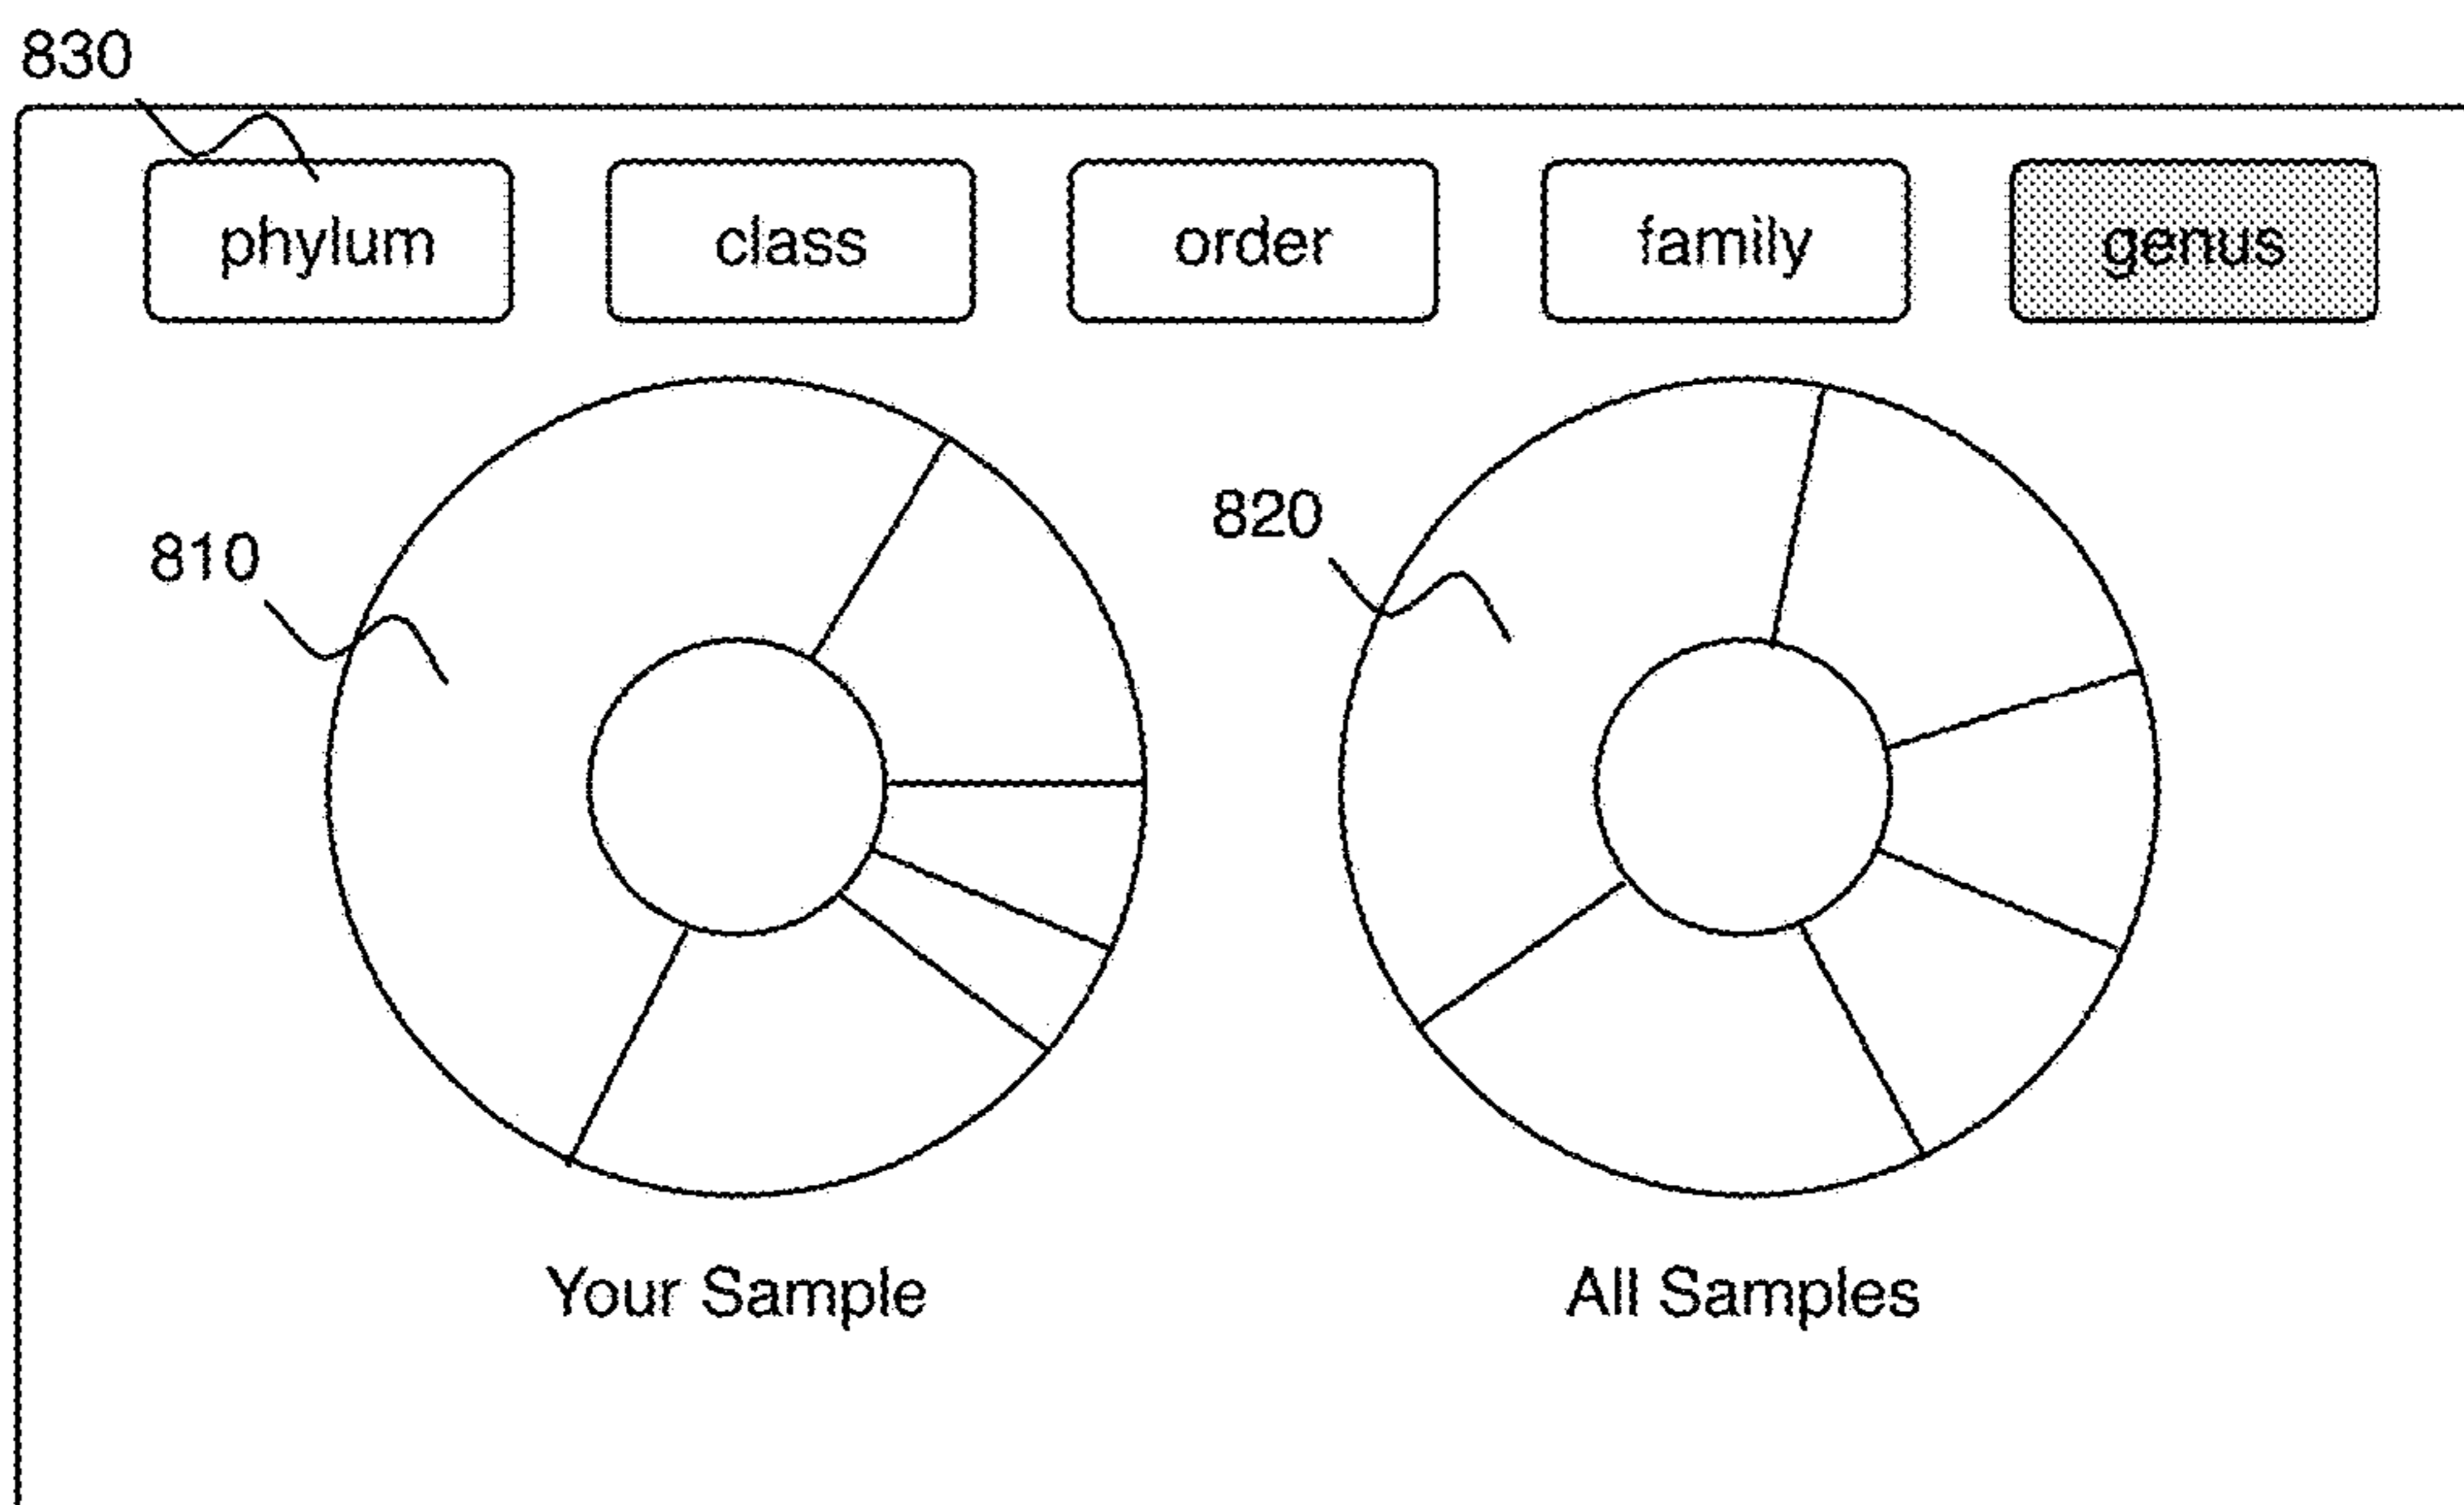 830
phylum class order family genus
810
820
Your Sample
All Samples